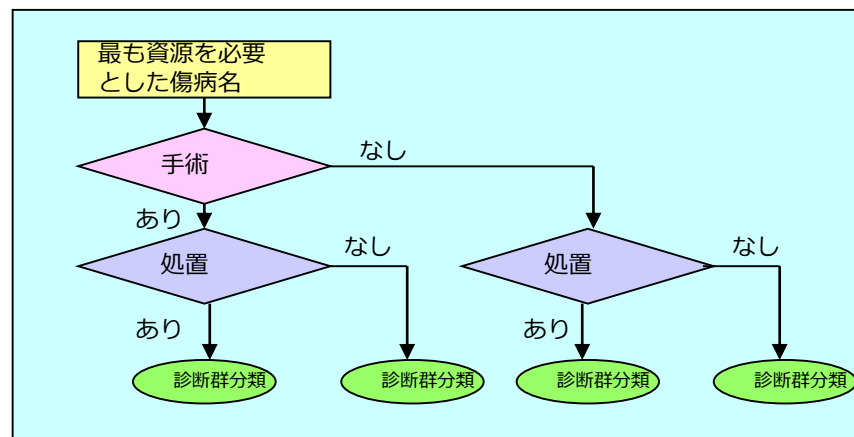 最も資源を必要
とした傷病名
手術
なし
あり
処置
なし
処置
なし
あり
あり
診断群分類
診断群分類
診断群分類
診断群分類